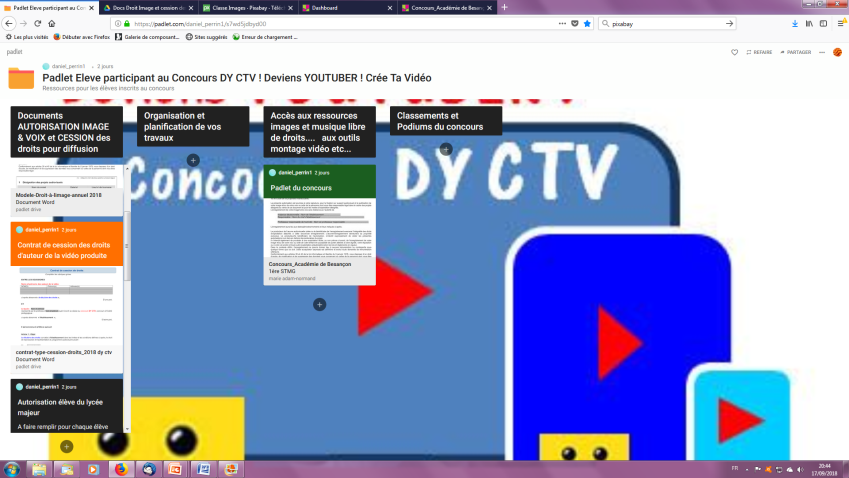 Padlet Eleve participant au Con
Docs Droit Image et cession d
Classe Images - Pixabay - Télé
Dashboard
Concours_Académie de Besan
https://padlet.com/daniel_perrin1/x7wd5jdbyd00
pixabay
Les plus visités
Débuter avec Firefox
Galerie de composant...
Sites suggérés
Erreur de chargement ...
padlet
REFAIRE
PARTAGER
daniel_perrin1 • 2 jours
Padlet Eleve participant au Concours DY CTV ! Deviens YOUTUBER ! Crée Ta Vidéo
Ressources pour les élèves inscrits au concours
Documents
AUTORISATION IMAGE
& VOIX et CESSION des
droits pour diffusion
Modele-Droit-à-limage-annuel 2018
Document Word
padlet drive
daniel_perrin1 2 jours
Contrat de cession des droits
d'auteur de la vidéo produite
contrat-type-cession-droits_2018 dy ctv
Document Word
padlet drive
daniel_perrin1 2 jours
Autorisation élève du lycée
majeur
A faire remplir pour chaque élève
Organisation et
planification de vos
travaux
Accès aux ressources
images et musique libre
de droits.... aux outils
montage vidéo etc...
daniel_perrin1 2 jours
Padlet du concours
Concours_Académie de Besançon
1ère STMG
marie.adam-normand
Classements et
Podiums du concours
Conco
DY CTV
FR
20:44
17/09/2018